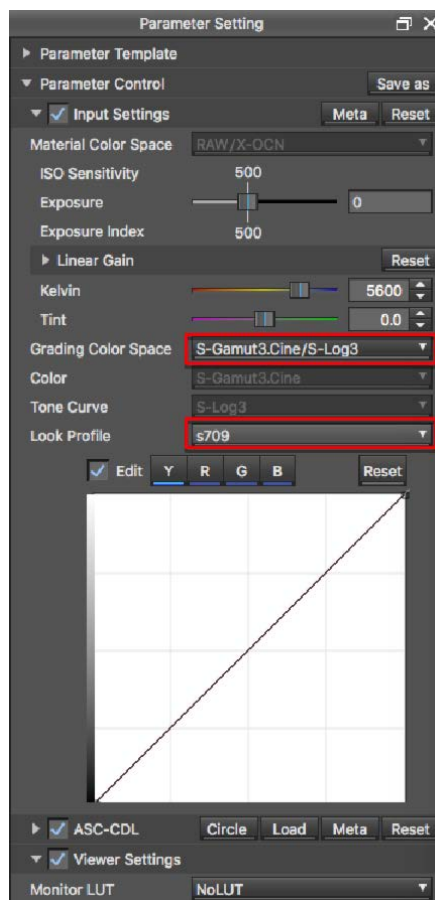 Parameter Setting
Parameter Template
Parameter Control Save as
Input Settings Meta Reset
Material Color Space RAW/X-OCN
ISO Sensitivity 500
Exposure 0
Exposure Index 500
Linear Gain Reset
Kelvin 5600
Tint 0.0
Grading Color Space S-Gamut3.Cine/S-Log3
Color S-Gamut3.Cine
Tone Curve S-Log3
Look Profile s709
Edit Y R G B Reset
ASC-CDL Circle Load Meta Reset
Viewer Settings
Monitor LUT NoLUT